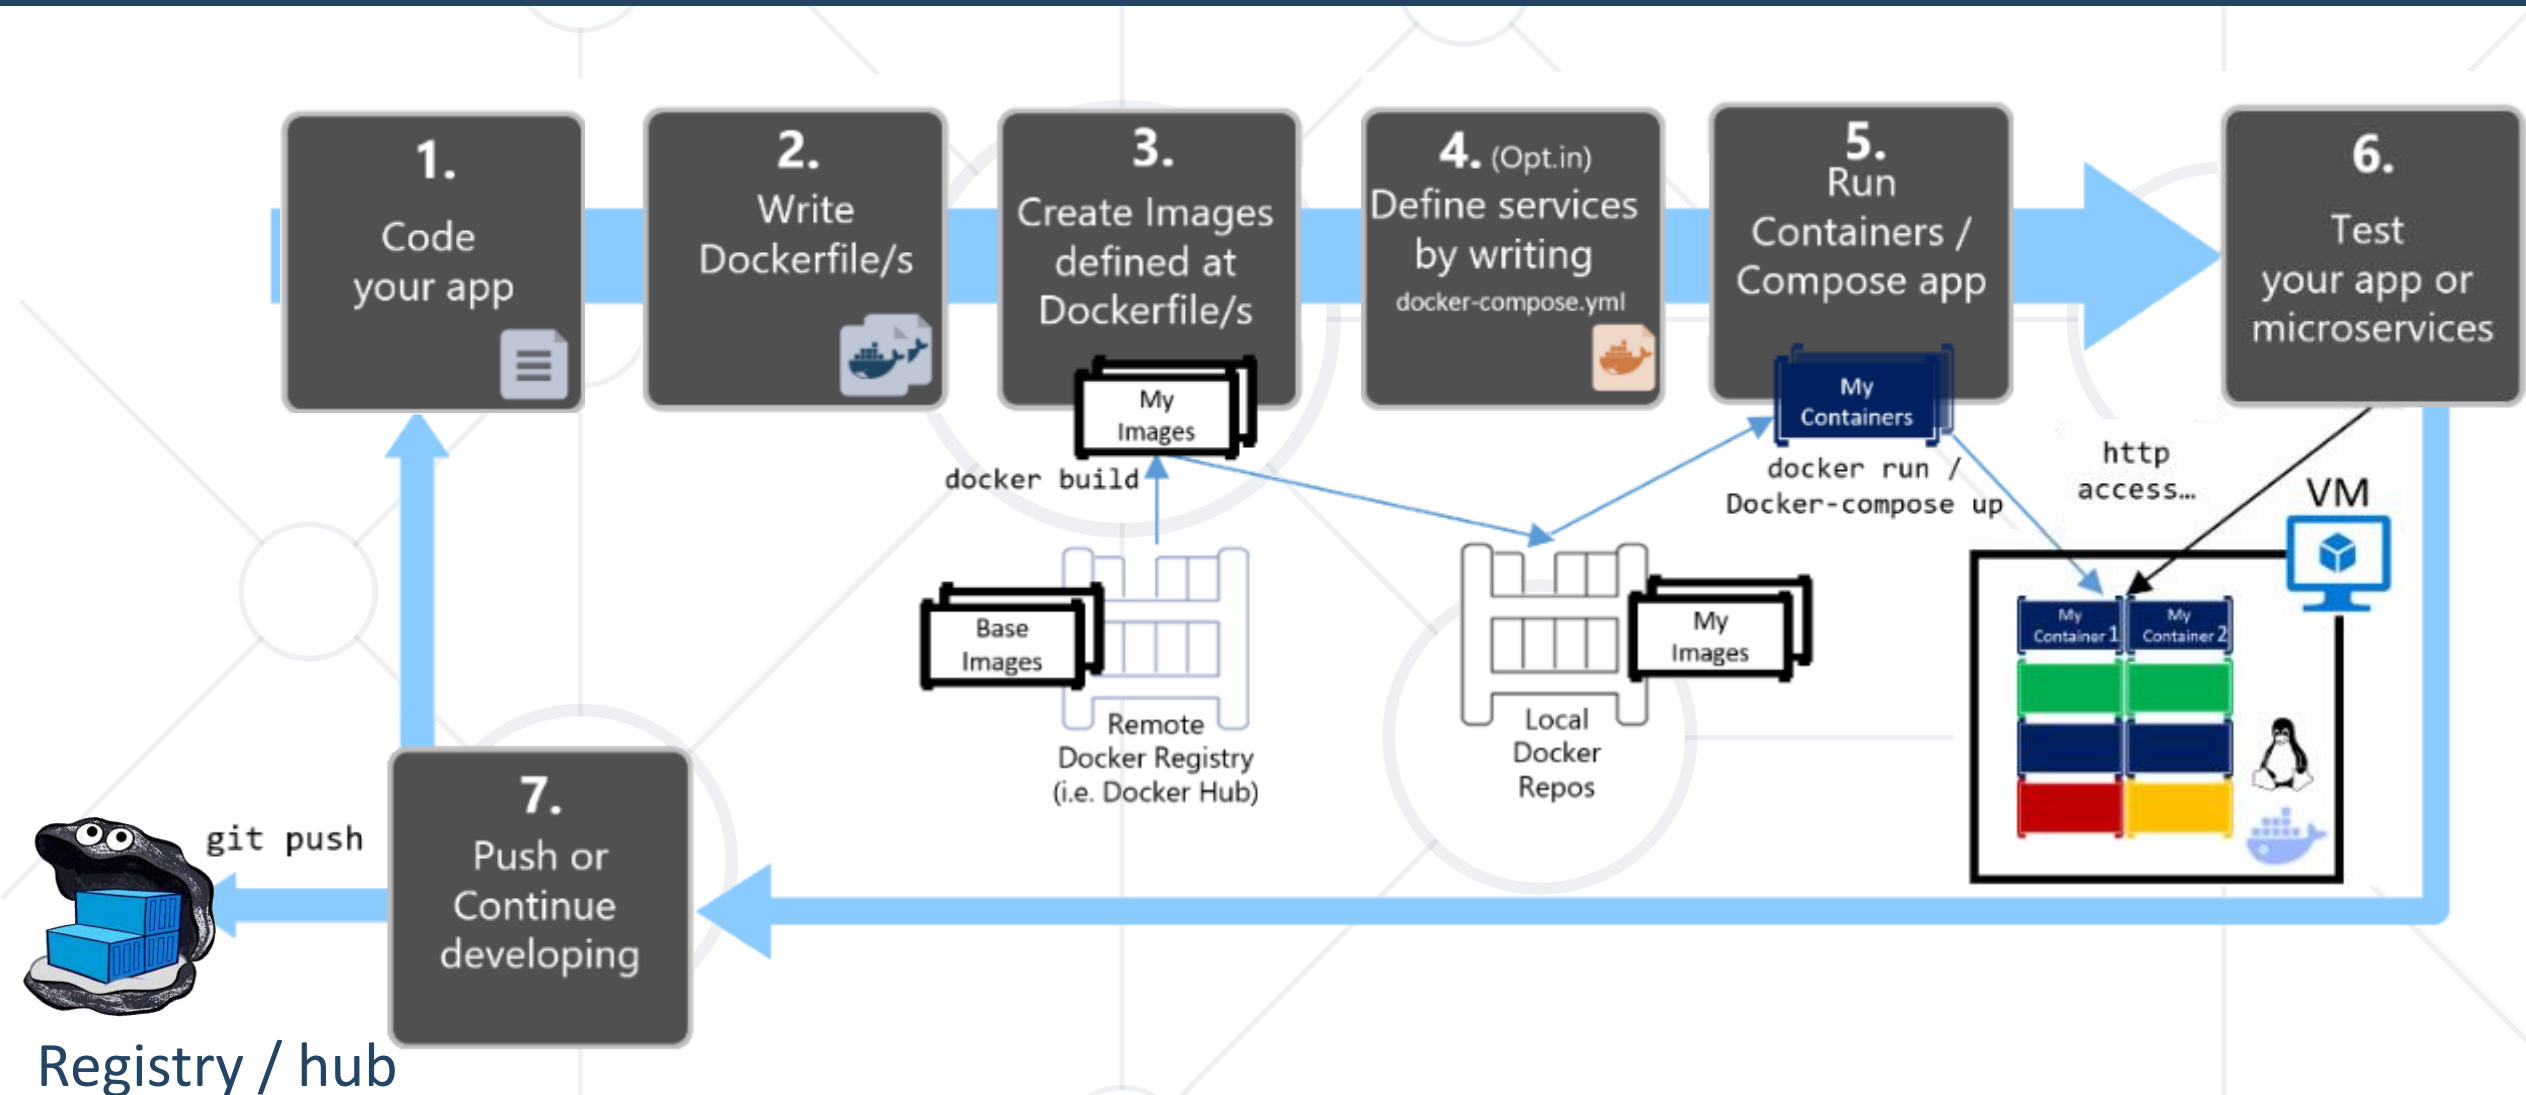 1.
Code
your app
2.
Write
Dockerfile/s
3.
Create Images
defined at
Dockerfile/s
4. (Opt.in)
Define services
by writing
docker-compose.yml
5.
Run
Containers /
Compose app
6.
Test
your app or
microservices
My
Images
docker build
My
Containers
docker run /
Docker-compose up
http
access…
VM
Base
Images
Remote
Docker Registry
(i.e. Docker Hub)
My
Images
Local
Docker
Repos
My
Container 1
My
Container 2
7.
Push or
Continue
developing
git push
Registry / hub